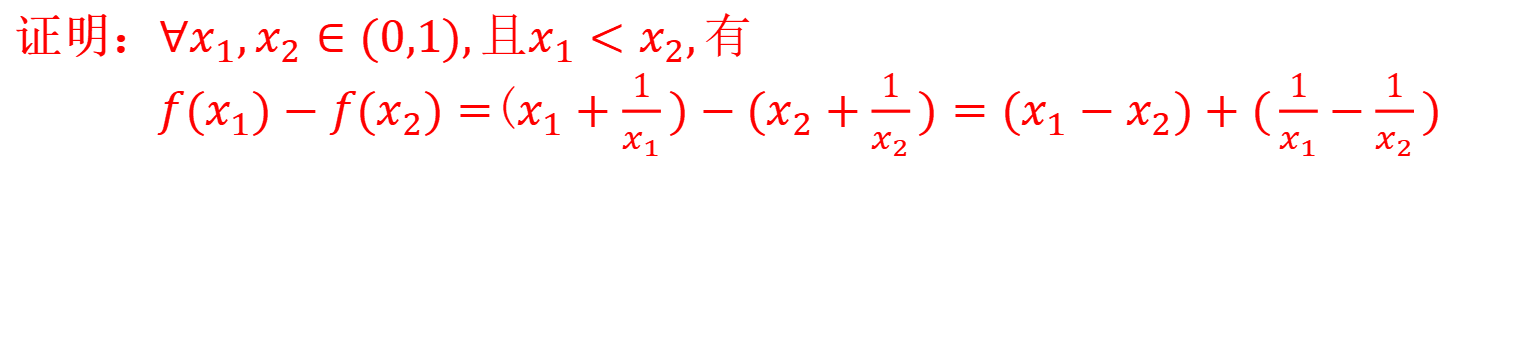 证明：∀x₁, x₂ ∈ (0,1), 且x₁ < x₂, 有
f(x₁) − f(x₂) = (x₁ + 1/x₁) − (x₂ + 1/x₂) = (x₁ − x₂) + (1/x₁ − 1/x₂)